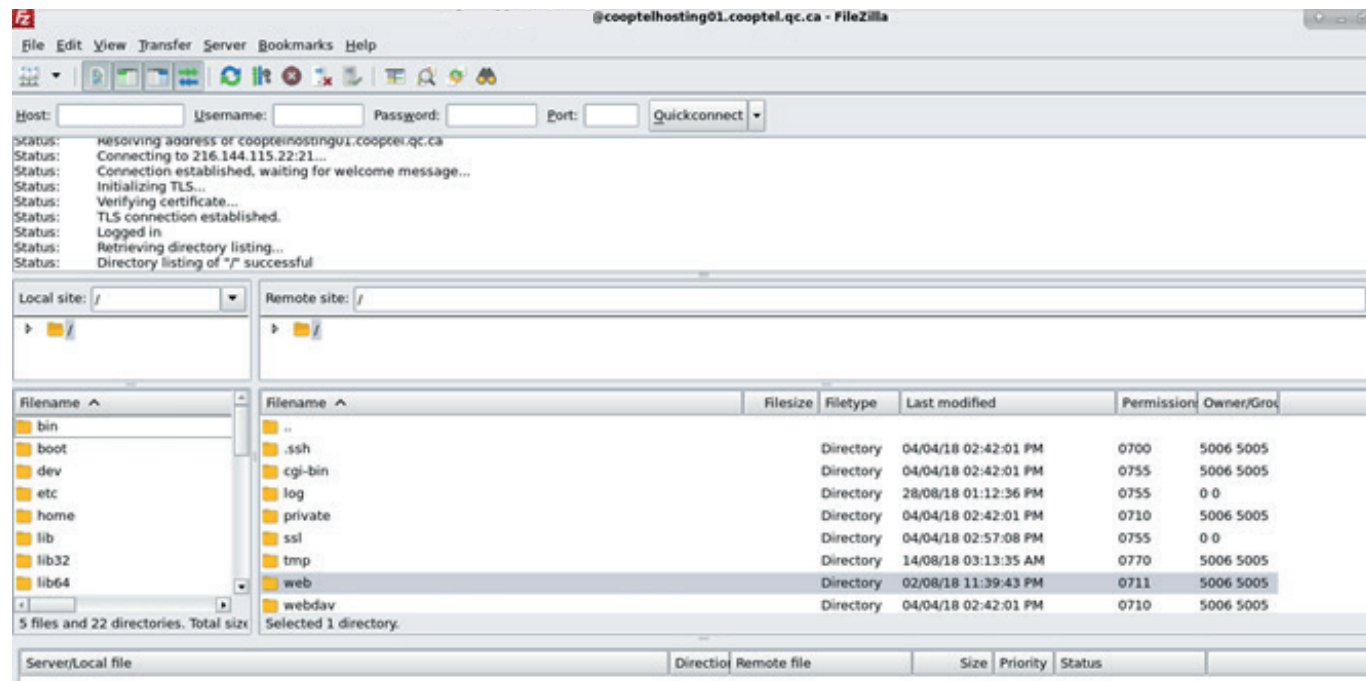 Fz
@cooptelhosting01.cooptel.qc.ca - FileZilla
File Edit View Transfer Server Bookmarks Help
Host: Username: Password: Port: Quickconnect
Status: Resolving address of cooptelhosting01.cooptel.qc.ca
Status: Connecting to 216.144.115.22:21...
Status: Connection established, waiting for welcome message...
Status: Initializing TLS...
Status: Verifying certificate...
Status: TLS connection established.
Status: Logged in
Status: Retrieving directory listing...
Status: Directory listing of "/" successful
Local site: / Remote site: /
/ /
Filename Filename Filesize Filetype Last modified Permission Owner/Grou
bin ..
boot .ssh Directory 04/04/18 02:42:01 PM 0700 5006 5005
dev cgi-bin Directory 04/04/18 02:42:01 PM 0755 5006 5005
etc log Directory 28/08/18 01:12:36 PM 0755 0 0
home private Directory 04/04/18 02:42:01 PM 0710 5006 5005
lib ssl Directory 04/04/18 02:57:08 PM 0755 0 0
lib32 tmp Directory 14/08/18 03:13:35 AM 0770 5006 5005
lib64 web Directory 02/08/18 11:39:43 PM 0711 5006 5005
webdav Directory 04/04/18 02:42:01 PM 0710 5006 5005
5 files and 22 directories. Total size Selected 1 directory.
Server/Local file Direction Remote file Size Priority Status